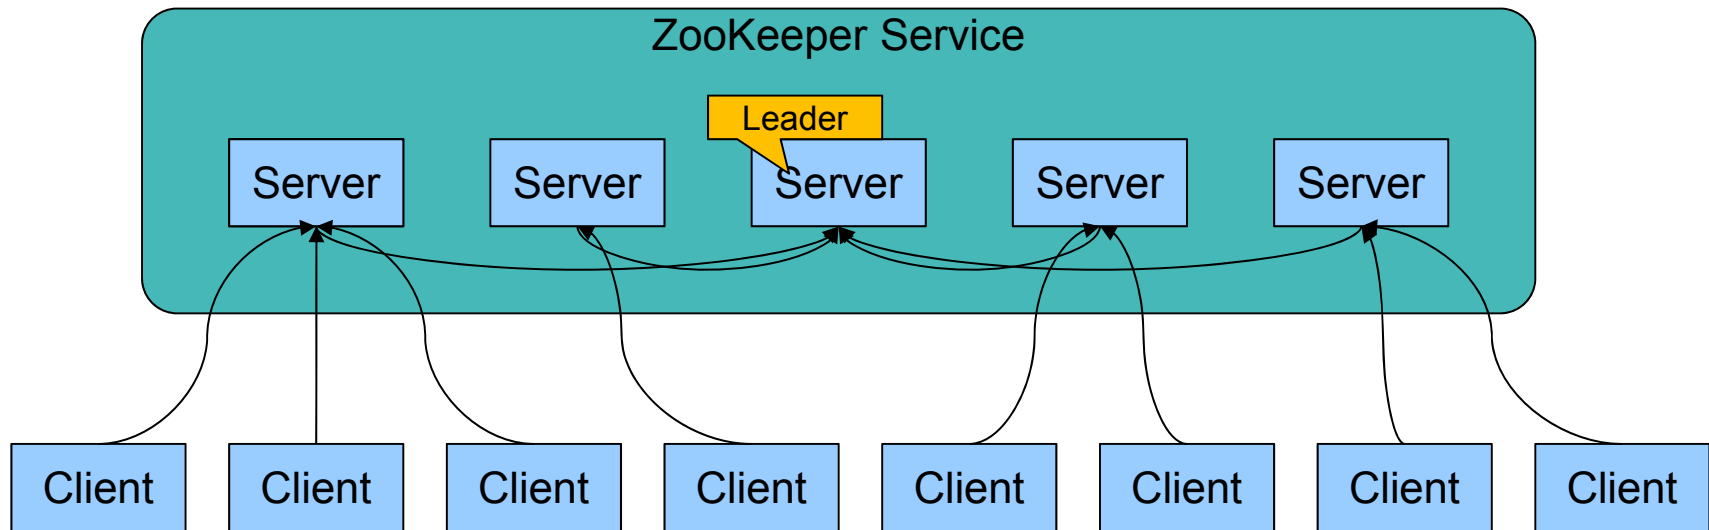 ZooKeeper Service
Leader
Server
Server
Server
Server
Server
Client
Client
Client
Client
Client
Client
Client
Client